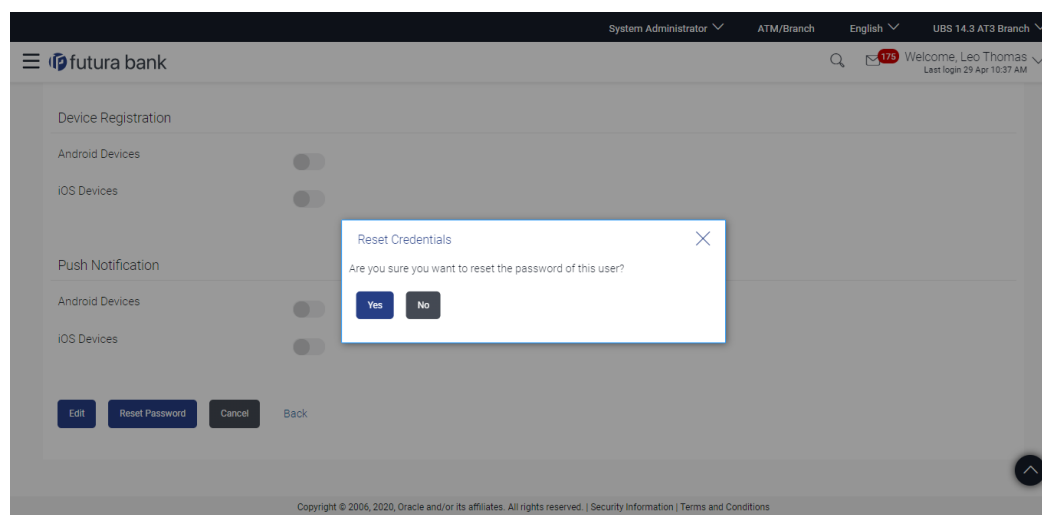 System Administrator ATM/Branch English UBS 14.3 AT3 Branch
futura bank 175 Welcome, Leo Thomas
Last login 29 Apr 10:37 AM
Device Registration
Android Devices
iOS Devices
Reset Credentials
Are you sure you want to reset the password of this user?
Yes No
Push Notification
Android Devices
iOS Devices
Edit Reset Password Cancel Back
Copyright © 2006, 2020, Oracle and/or its affiliates. All rights reserved. | Security Information | Terms and Conditions